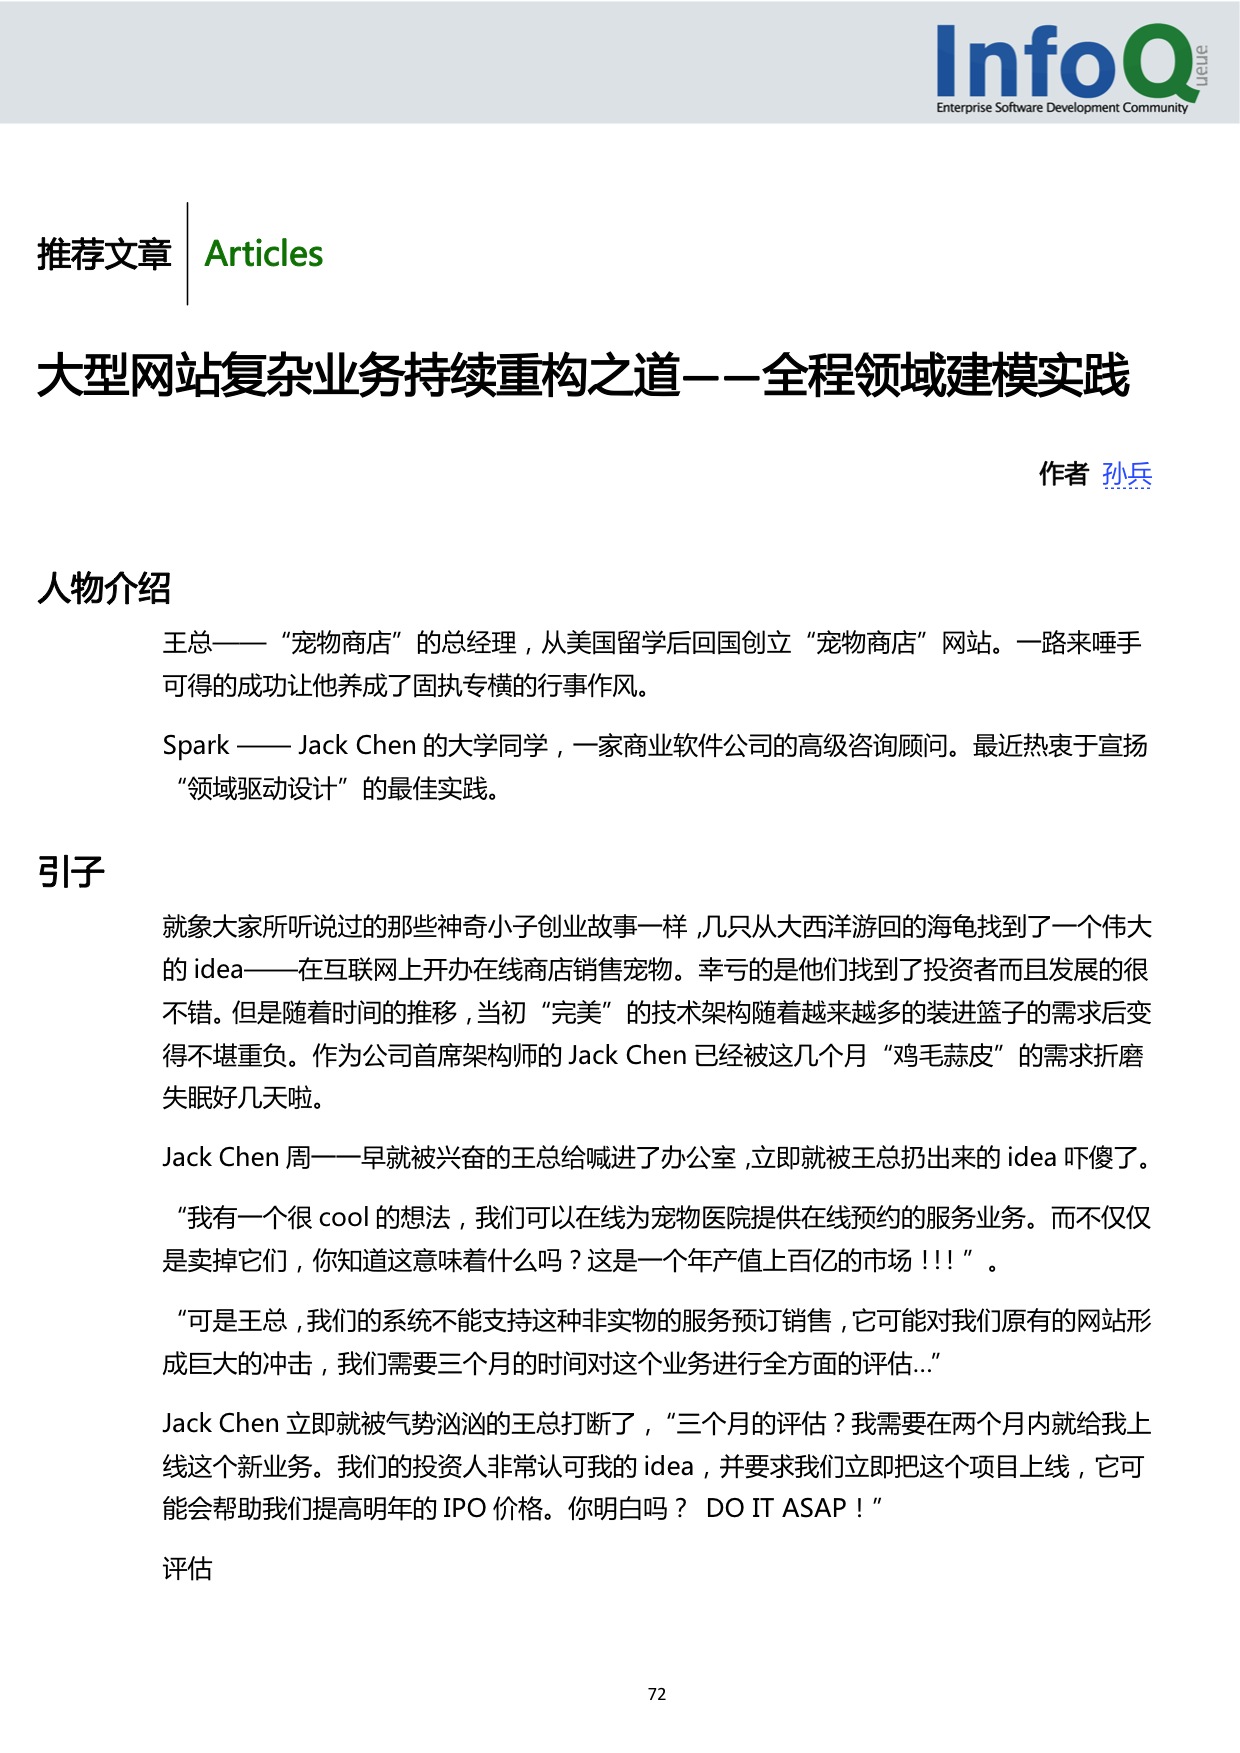 InfoQ
ueue
Enterprise Software Development Community
推荐文章 Articles
大型网站复杂业务持续重构之道——全程领域建模实践
作者 孙兵
人物介绍
王总——“宠物商店”的总经理，从美国留学后回国创立“宠物商店”网站。一路来唾手
可得的成功让他养成了固执专横的行事作风。
Spark —— Jack Chen 的大学同学，一家商业软件公司的高级咨询顾问。最近热衷于宣扬
“领域驱动设计”的最佳实践。
引子
就象大家所听说过的那些神奇小子创业故事一样，几只从大西洋游回的海龟找到了一个伟大
的 idea——在互联网上开办在线商店销售宠物。幸亏的是他们找到了投资者而且发展的很
不错。但是随着时间的推移，当初“完美”的技术架构随着越来越多的装进篮子的需求后变
得不堪重负。作为公司首席架构师的 Jack Chen 已经被这几个月“鸡毛蒜皮”的需求折磨
失眠好几天啦。
Jack Chen 周一一早就被兴奋的王总给喊进了办公室，立即就被王总扔出来的 idea 吓傻了。
“我有一个很 cool 的想法，我们可以在线为宠物医院提供在线预约的服务业务。而不仅仅
是卖掉它们，你知道这意味着什么吗？这是一个年产值上百亿的市场！！！”。
“可是王总，我们的系统不能支持这种非实物的服务预订销售，它可能对我们原有的网站形
成巨大的冲击，我们需要三个月的时间对这个业务进行全方面的评估…”
Jack Chen 立即就被气势汹汹的王总打断了，“三个月的评估？我需要在两个月内就给我上
线这个新业务。我们的投资人非常认可我的 idea，并要求我们立即把这个项目上线，它可
能会帮助我们提高明年的 IPO 价格。你明白吗？ DO IT ASAP！”
评估
72